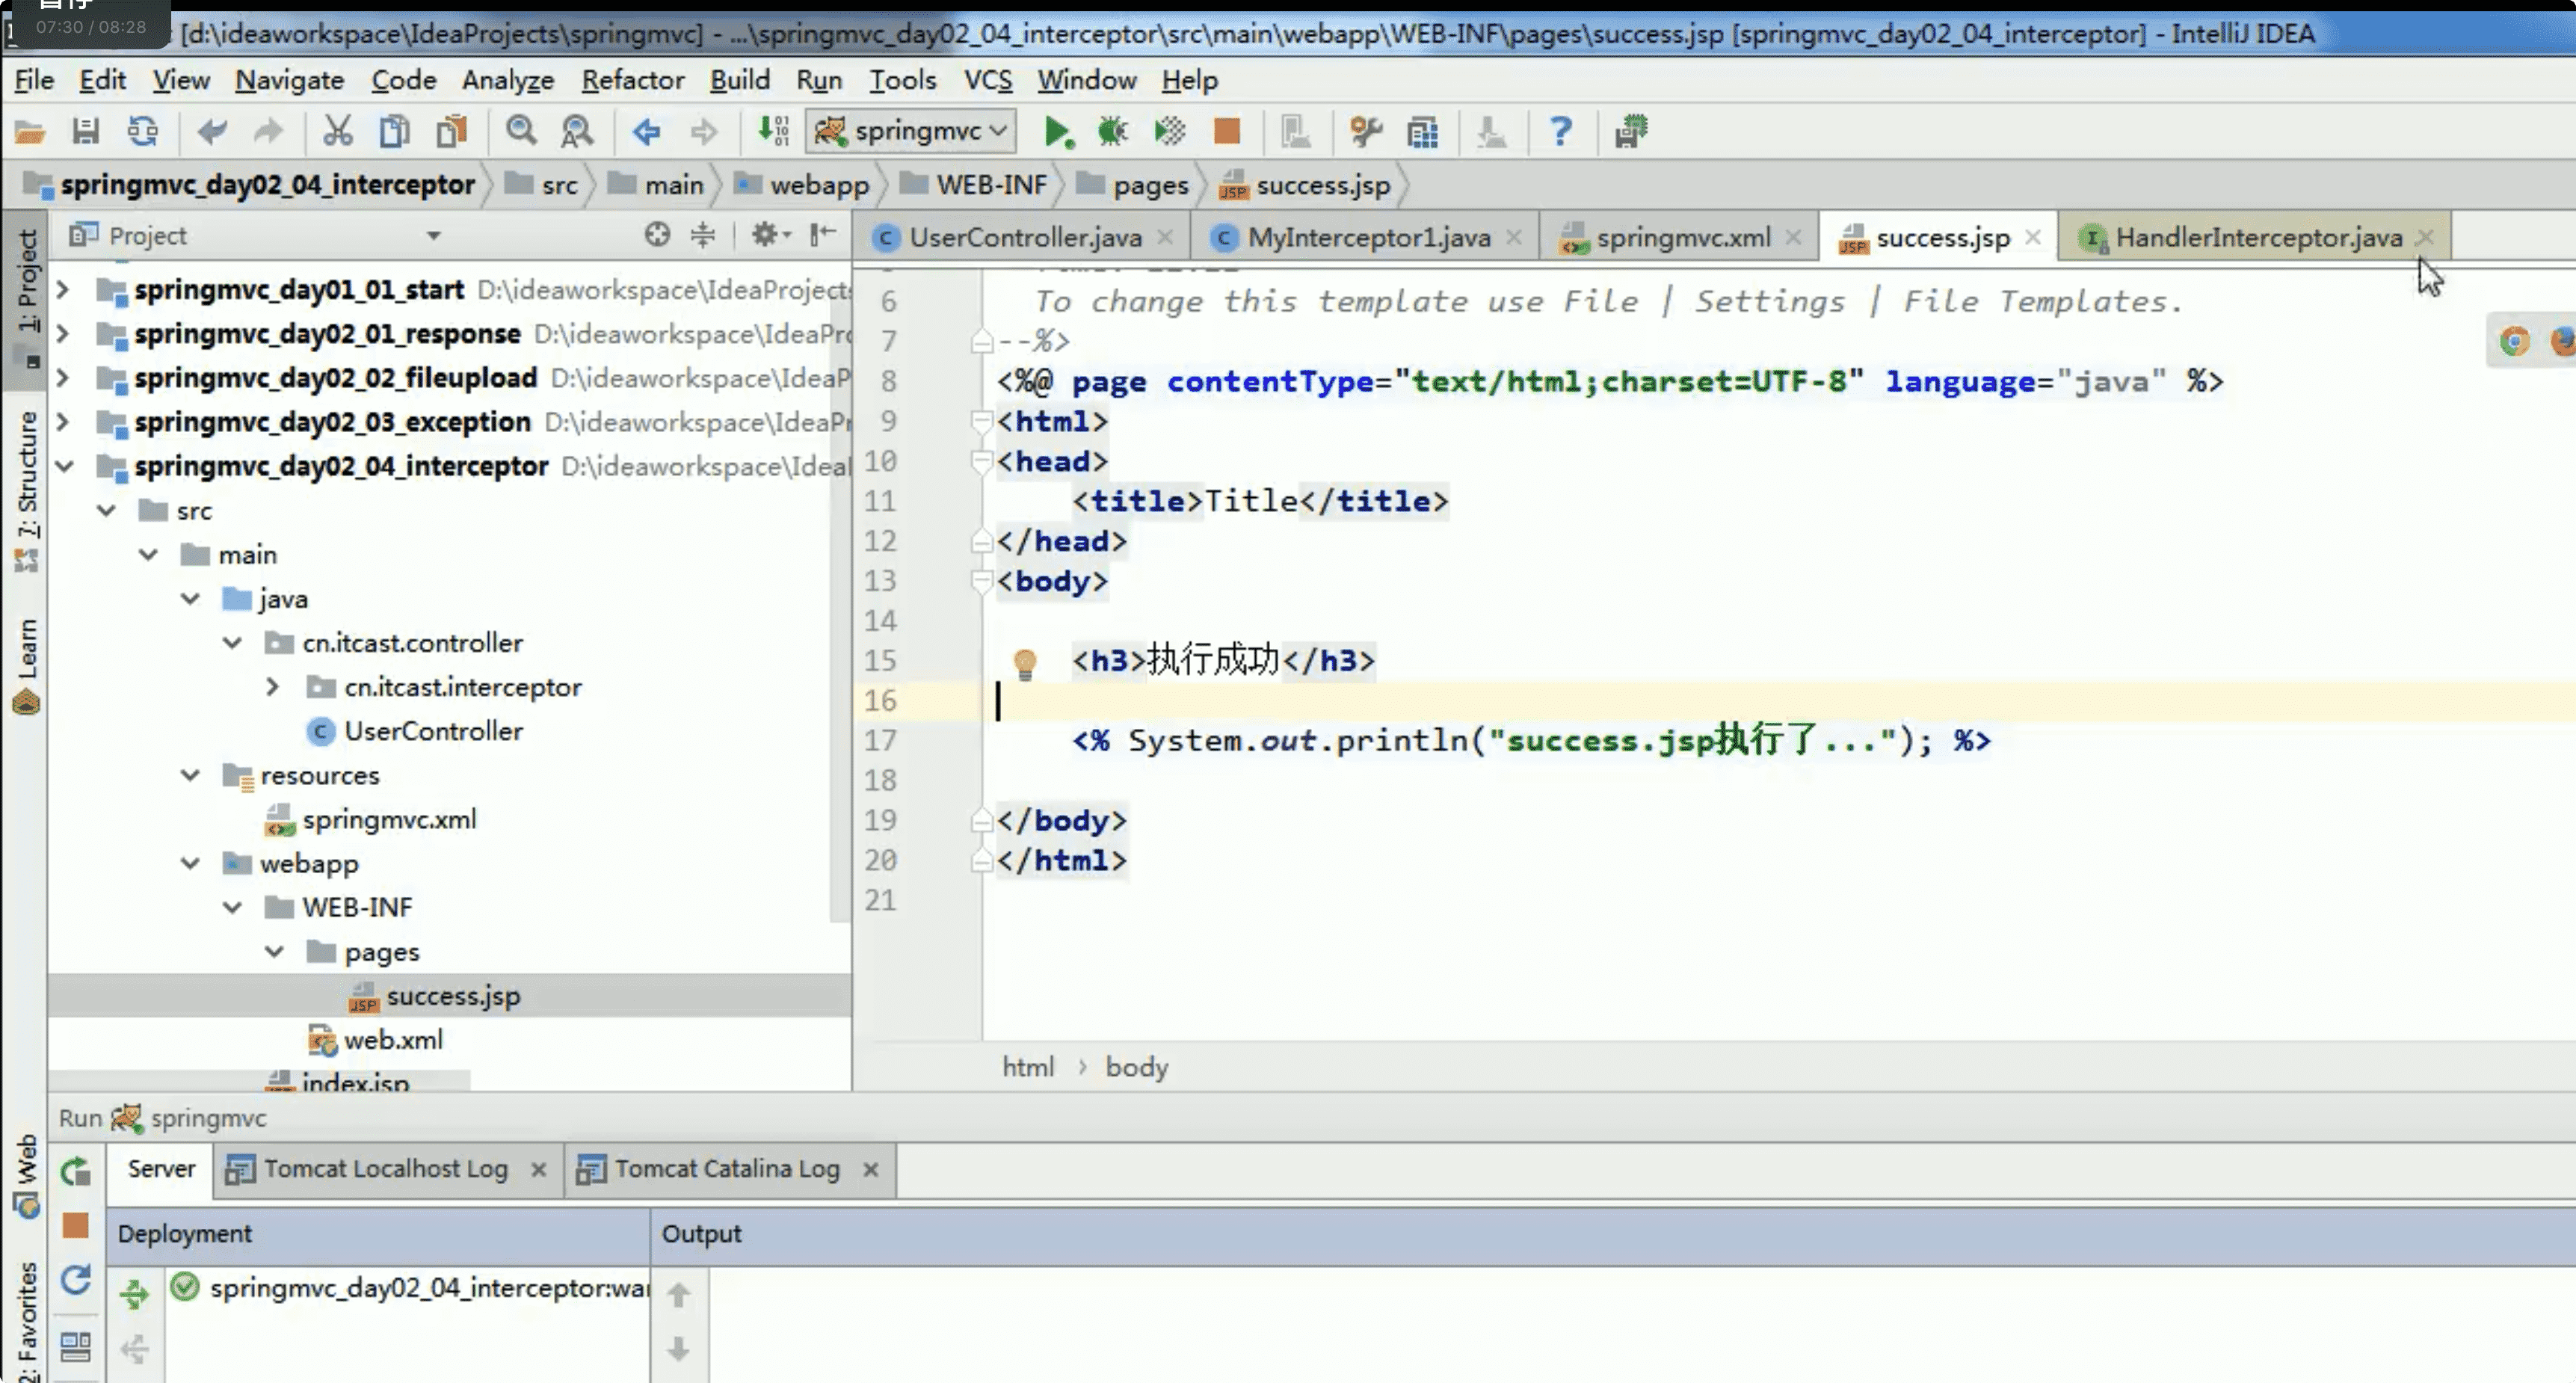 暂停
07:30 / 08:28
[d:\ideaworkspace\IdeaProjects\springmvc] - ...\springmvc_day02_04_interceptor\src\main\webapp\WEB-INF\pages\success.jsp [springmvc_day02_04_interceptor] - IntelliJ IDEA
File Edit View Navigate Code Analyze Refactor Build Run Tools VCS Window Help
springmvc
springmvc_day02_04_interceptor src main webapp WEB-INF pages success.jsp
Project
UserController.java MyInterceptor1.java springmvc.xml success.jsp HandlerInterceptor.java
1: Project
7: Structure
Learn
Web
2: Favorites
springmvc_day01_01_start D:\ideaworkspace\IdeaProjects
springmvc_day02_01_response D:\ideaworkspace\IdeaPro
springmvc_day02_02_fileupload D:\ideaworkspace\IdeaP
springmvc_day02_03_exception D:\ideaworkspace\IdeaPr
springmvc_day02_04_interceptor D:\ideaworkspace\Ideal
src
main
java
cn.itcast.controller
cn.itcast.interceptor
UserController
resources
springmvc.xml
webapp
WEB-INF
pages
success.jsp
web.xml
index.jsp
6 To change this template use File | Settings | File Templates.
7 --%>
8 <%@ page contentType="text/html;charset=UTF-8" language="java" %>
9 <html>
10 <head>
11 <title>Title</title>
12 </head>
13 <body>
14
15 <h3>执行成功</h3>
16
17 <% System.out.println("success.jsp执行了..."); %>
18
19 </body>
20 </html>
21
html › body
Run springmvc
Server Tomcat Localhost Log Tomcat Catalina Log
Deployment Output
springmvc_day02_04_interceptor:war